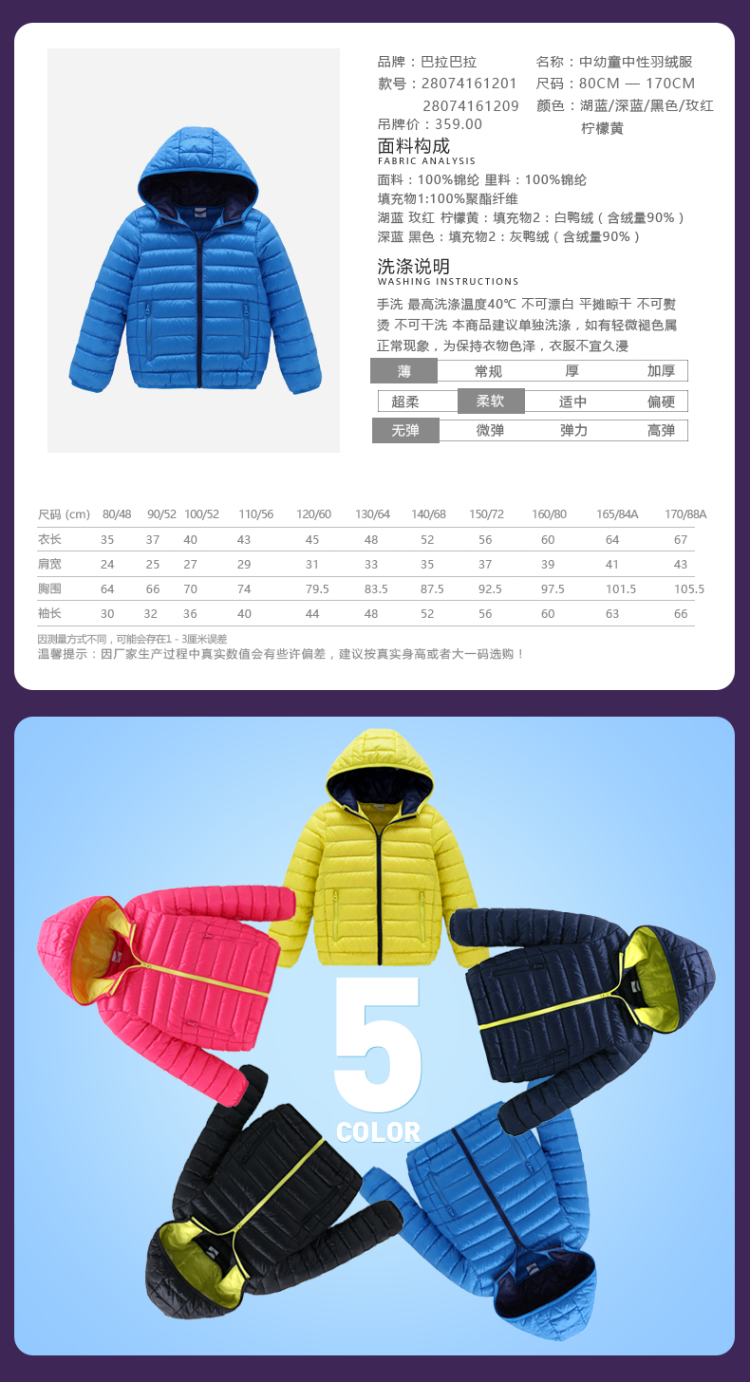 品牌：巴拉巴拉 名称：中幼童中性羽绒服
款号：28074161201 尺码：80CM — 170CM
28074161209 颜色：湖蓝/深蓝/黑色/玫红
吊牌价：359.00 柠檬黄
面料构成
FABRIC ANALYSIS
面料：100%锦纶 里料：100%锦纶
填充物1:100%聚酯纤维
湖蓝 玫红 柠檬黄：填充物2：白鸭绒（含绒量90%）
深蓝 黑色：填充物2：灰鸭绒（含绒量90%）
洗涤说明
WASHING INSTRUCTIONS
手洗 最高洗涤温度40℃ 不可漂白 平摊晾干 不可熨
烫 不可干洗 本商品建议单独洗涤，如有轻微褪色属
正常现象，为保持衣物色泽，衣服不宜久漫
薄 常规 厚 加厚
超柔 柔软 适中 偏硬
无弹 微弹 弹力 高弹
尺码 (cm) 80/48 90/52 100/52 110/56 120/60 130/64 140/68 150/72 160/80 165/84A 170/88A
衣长 35 37 40 43 45 48 52 56 60 64 67
肩宽 24 25 27 29 31 33 35 37 39 41 43
胸围 64 66 70 74 79.5 83.5 87.5 92.5 97.5 101.5 105.5
袖长 30 32 36 40 44 48 52 56 60 63 66
因测量方式不同，可能会存在1－3厘米误差
温馨提示：因厂家生产过程中真实数值会有些许偏差，建议按真实身高或者大一码选购！
5
COLOR